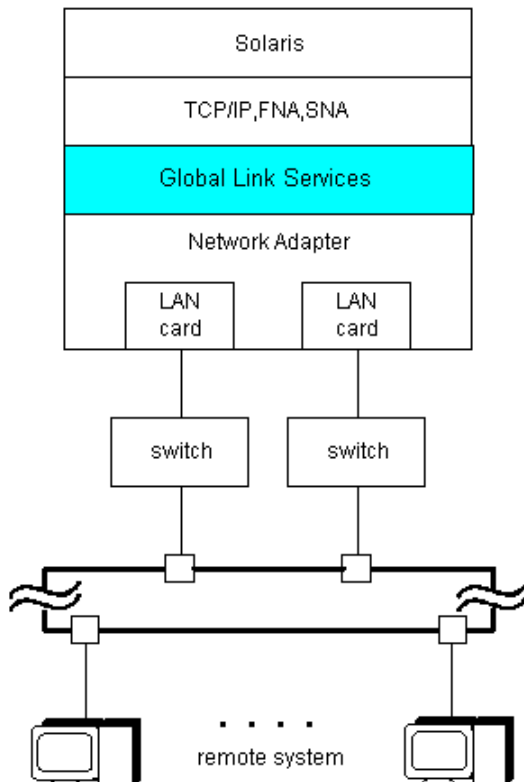 Solaris
TCP/IP,FNA,SNA
Global Link Services
Network Adapter
LAN
card
LAN
card
switch
switch
remote system